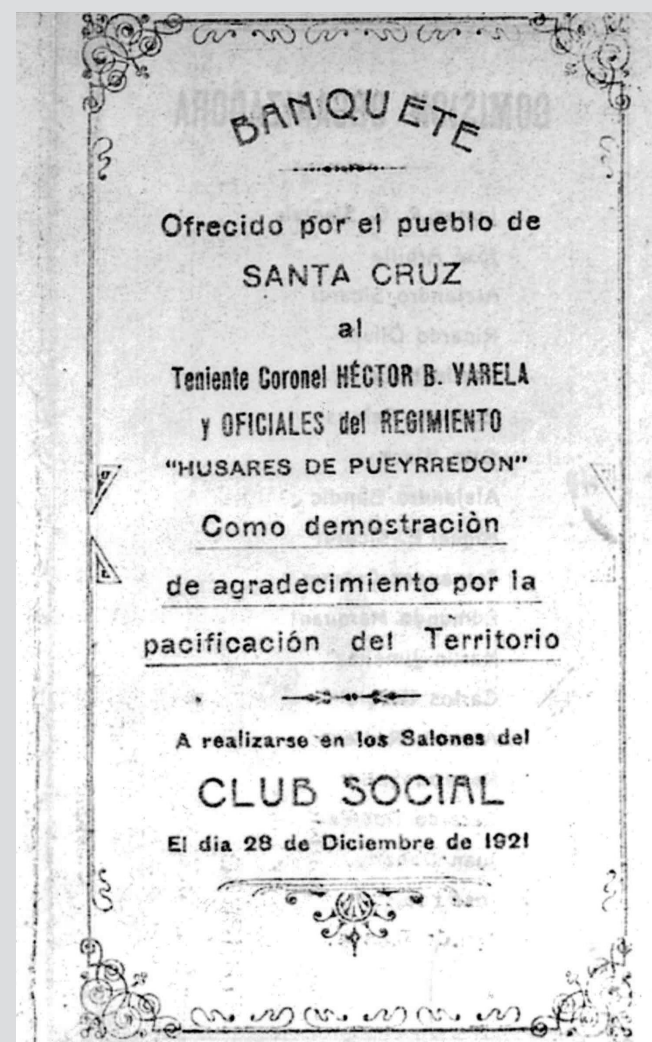 BANQUETE
Ofrecido por el pueblo de
SANTA CRUZ
al
Teniente Coronel HÉCTOR B. VARELA
y OFICIALES del REGIMIENTO
"HUSARES DE PUEYRREDON"
Como demostraciòn
de agradecimiento por la
pacificación del Territorio
A realizarse en los Salones del
CLUB SOCIAL
El dia 28 de Diciembre de 1921